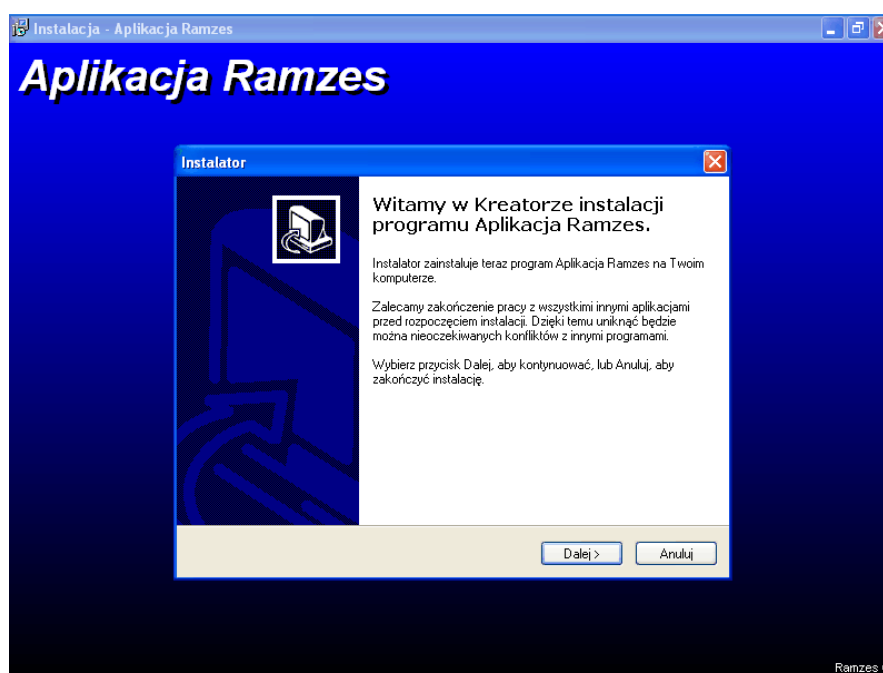 Instalacja - Aplikacja Ramzes
Aplikacja Ramzes
Instalator
Witamy w Kreatorze instalacji
programu Aplikacja Ramzes.
Instalator zainstaluje teraz program Aplikacja Ramzes na Twoim
komputerze.
Zalecamy zakończenie pracy z wszystkimi innymi aplikacjami
przed rozpoczęciem instalacji. Dzięki temu uniknąć będzie
można nieoczekiwanych konfliktów z innymi programami.
Wybierz przycisk Dalej, aby kontynuować, lub Anuluj, aby
zakończyć instalację.
Dalej >
Anuluj
Ramzes